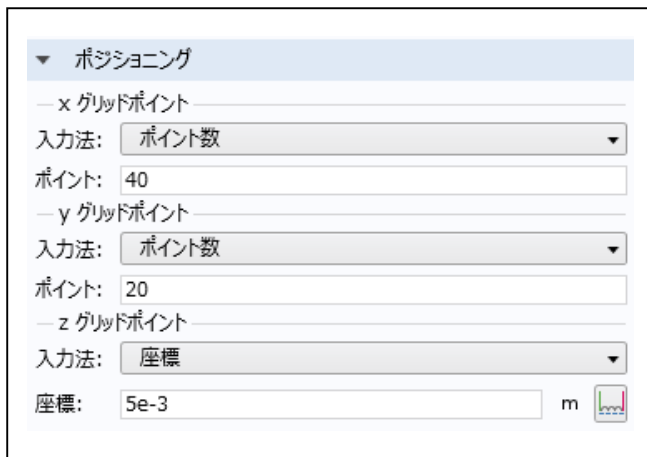 ポジショニング
x グリッドポイント
入力法: ポイント数
ポイント: 40
y グリッドポイント
入力法: ポイント数
ポイント: 20
z グリッドポイント
入力法: 座標
座標: 5e-3 m